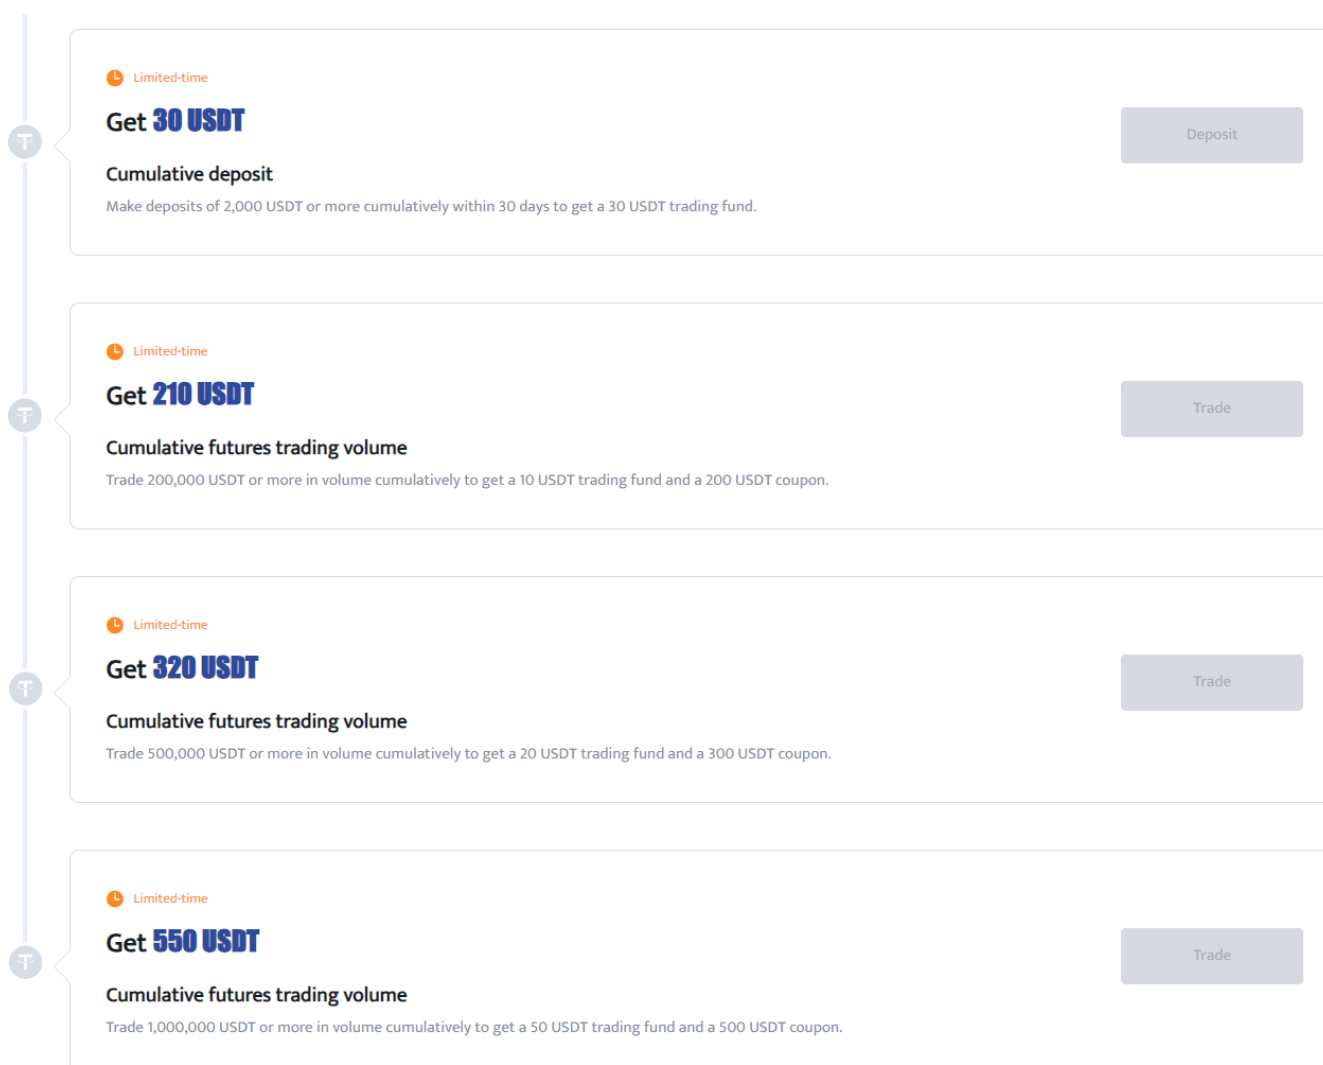 Limited-time
Get 30 USDT
Deposit
Cumulative deposit
Make deposits of 2,000 USDT or more cumulatively within 30 days to get a 30 USDT trading fund.
Limited-time
Get 210 USDT
Trade
Cumulative futures trading volume
Trade 200,000 USDT or more in volume cumulatively to get a 10 USDT trading fund and a 200 USDT coupon.
Limited-time
Get 320 USDT
Trade
Cumulative futures trading volume
Trade 500,000 USDT or more in volume cumulatively to get a 20 USDT trading fund and a 300 USDT coupon.
Limited-time
Get 550 USDT
Trade
Cumulative futures trading volume
Trade 1,000,000 USDT or more in volume cumulatively to get a 50 USDT trading fund and a 500 USDT coupon.